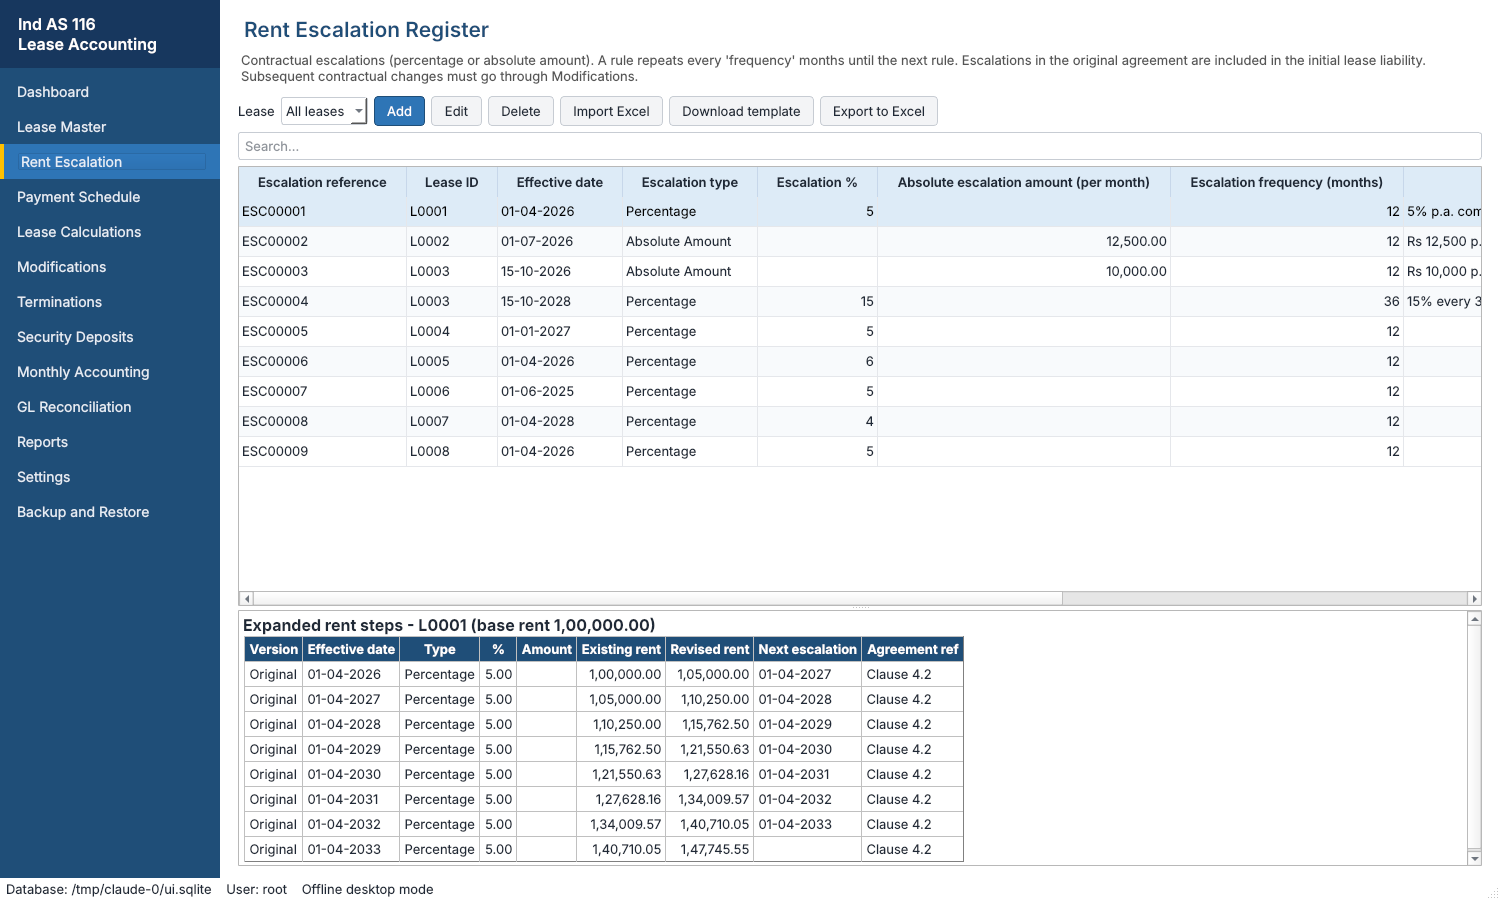 Ind AS 116
Lease Accounting
Dashboard
Lease Master
Rent Escalation
Payment Schedule
Lease Calculations
Modifications
Terminations
Security Deposits
Monthly Accounting
GL Reconciliation
Reports
Settings
Backup and Restore
Rent Escalation Register
Contractual escalations (percentage or absolute amount). A rule repeats every 'frequency' months until the next rule. Escalations in the original agreement are included in the initial lease liability.
Subsequent contractual changes must go through Modifications.
Lease All leases Add Edit Delete Import Excel Download template Export to Excel
Search...
Escalation reference Lease ID Effective date Escalation type Escalation % Absolute escalation amount (per month) Escalation frequency (months)
ESC00001 L0001 01-04-2026 Percentage 5 12 5% p.a. com
ESC00002 L0002 01-07-2026 Absolute Amount 12,500.00 12 Rs 12,500 p.
ESC00003 L0003 15-10-2026 Absolute Amount 10,000.00 12 Rs 10,000 p.
ESC00004 L0003 15-10-2028 Percentage 15 36 15% every 3
ESC00005 L0004 01-01-2027 Percentage 5 12
ESC00006 L0005 01-04-2026 Percentage 6 12
ESC00007 L0006 01-06-2025 Percentage 5 12
ESC00008 L0007 01-04-2028 Percentage 4 12
ESC00009 L0008 01-04-2026 Percentage 5 12
Expanded rent steps - L0001 (base rent 1,00,000.00)
Version Effective date Type % Amount Existing rent Revised rent Next escalation Agreement ref
Original 01-04-2026 Percentage 5.00 1,00,000.00 1,05,000.00 01-04-2027 Clause 4.2
Original 01-04-2027 Percentage 5.00 1,05,000.00 1,10,250.00 01-04-2028 Clause 4.2
Original 01-04-2028 Percentage 5.00 1,10,250.00 1,15,762.50 01-04-2029 Clause 4.2
Original 01-04-2029 Percentage 5.00 1,15,762.50 1,21,550.63 01-04-2030 Clause 4.2
Original 01-04-2030 Percentage 5.00 1,21,550.63 1,27,628.16 01-04-2031 Clause 4.2
Original 01-04-2031 Percentage 5.00 1,27,628.16 1,34,009.57 01-04-2032 Clause 4.2
Original 01-04-2032 Percentage 5.00 1,34,009.57 1,40,710.05 01-04-2033 Clause 4.2
Original 01-04-2033 Percentage 5.00 1,40,710.05 1,47,745.55 Clause 4.2
Database: /tmp/claude-0/ui.sqlite User: root Offline desktop mode